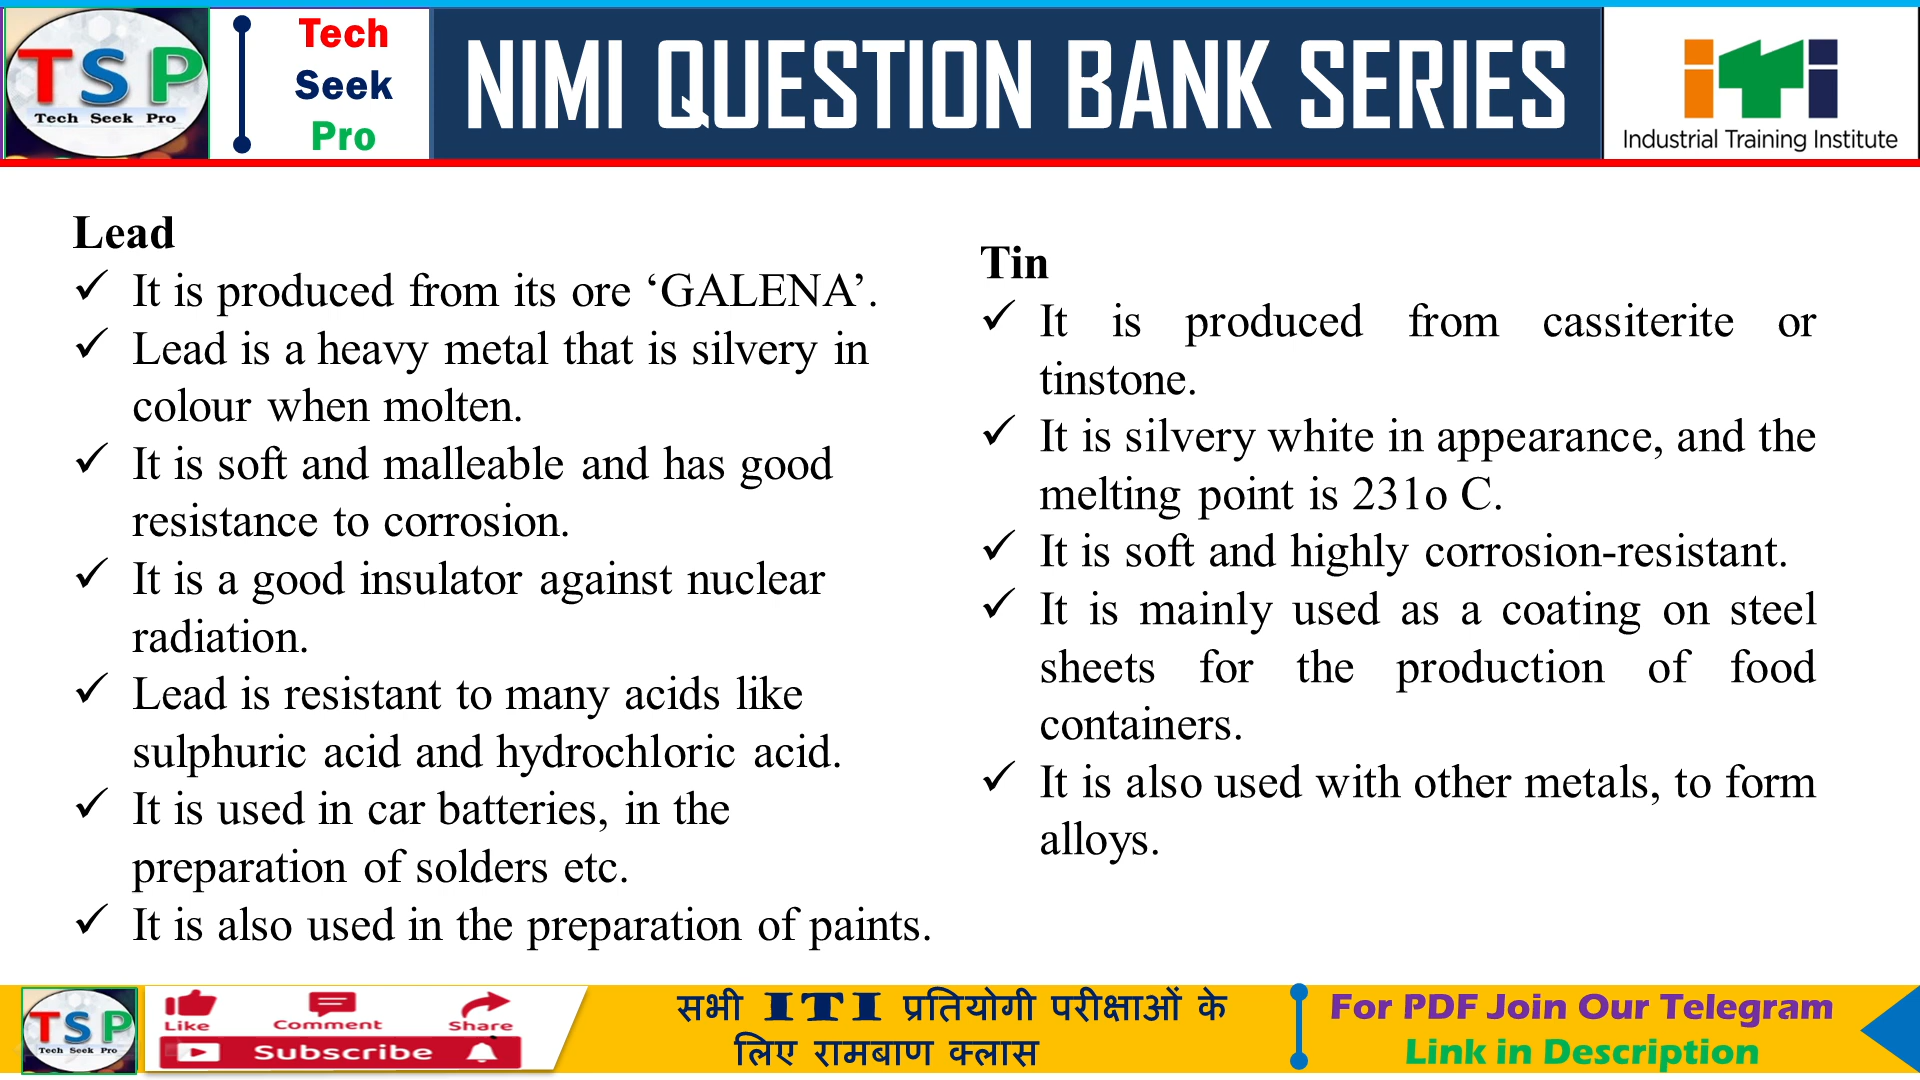 TSP
Tech Seek Pro
Tech
Seek
Pro
NIMI QUESTION BANK SERIES
iTi
Industrial Training Institute
Lead
✓ It is produced from its ore ‘GALENA’.
✓ Lead is a heavy metal that is silvery in
colour when molten.
✓ It is soft and malleable and has good
resistance to corrosion.
✓ It is a good insulator against nuclear
radiation.
✓ Lead is resistant to many acids like
sulphuric acid and hydrochloric acid.
✓ It is used in car batteries, in the
preparation of solders etc.
✓ It is also used in the preparation of paints.
Tin
✓ It is produced from cassiterite or
tinstone.
✓ It is silvery white in appearance, and the
melting point is 231o C.
✓ It is soft and highly corrosion-resistant.
✓ It is mainly used as a coating on steel
sheets for the production of food
containers.
✓ It is also used with other metals, to form
alloys.
TSP
Tech Seek Pro
Like Comment Share
Subscribe
सभी ITI प्रतियोगी परीक्षाओं के
लिए रामबाण क्लास
For PDF Join Our Telegram
Link in Description